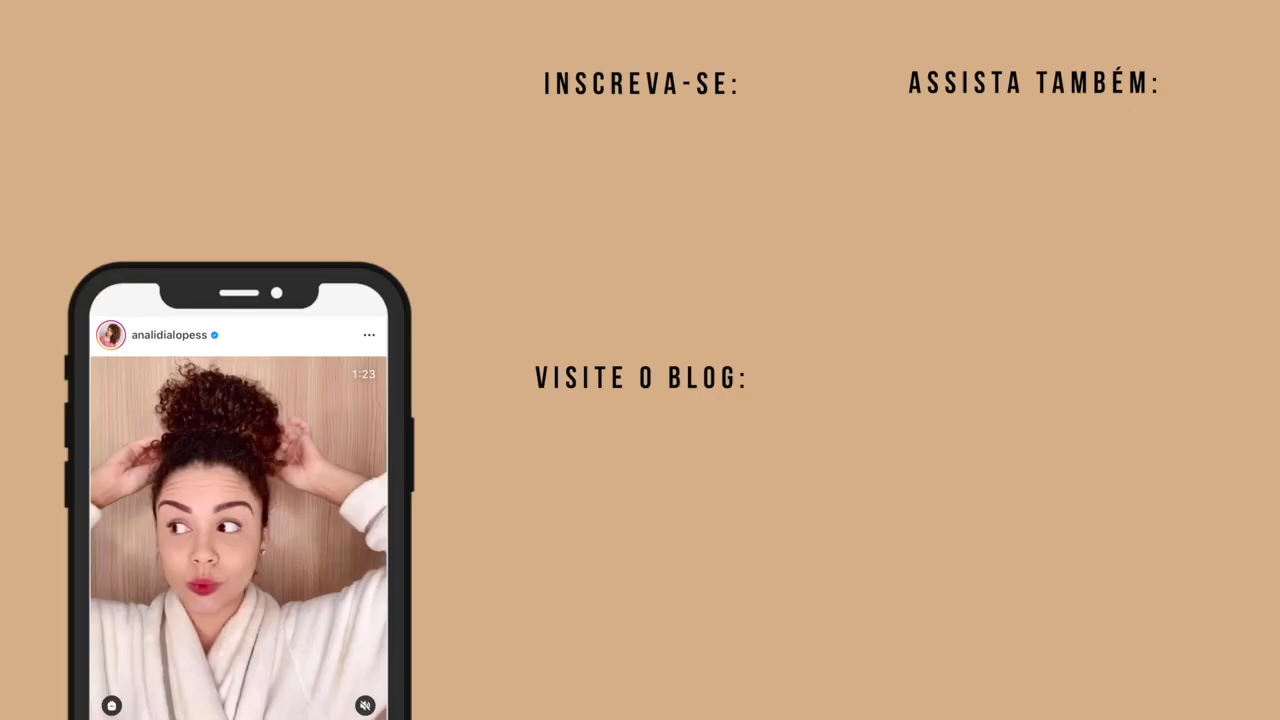 INSCREVA-SE:
ASSISTA TAMBÉM:
analidialopess
1:23
VISITE O BLOG: